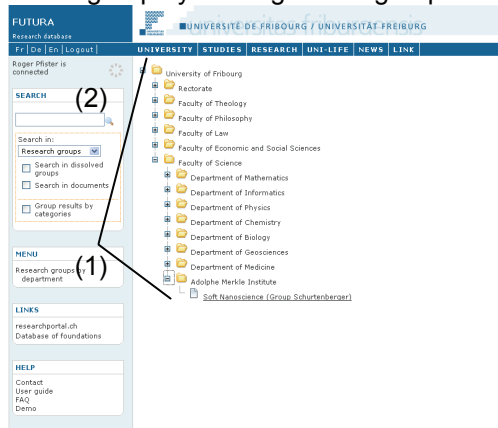 FUTURA
Research database
UNIVERSITÉ DE FRIBOURG / UNIVERSITÄT FREIBURG
Fr | De | En | Logout |
UNIVERSITY | STUDIES | RESEARCH | UNI-LIFE | NEWS | LINK
Roger Pfister is
connected
SEARCH
(2)
Search in:
Research groups
Search in dissolved
groups
Search in documents
Group results by
categories
MENU
(1)
Research groups by
department
LINKS
researchportal.ch
Database of foundations
HELP
Contact
User guide
FAQ
Demo
University of Fribourg
Rectorate
Faculty of Theology
Faculty of Philosophy
Faculty of Law
Faculty of Economic and Social Sciences
Faculty of Science
Department of Mathematics
Department of Informatics
Department of Physics
Department of Chemistry
Department of Biology
Department of Geosciences
Department of Medicine
Adolphe Merkle Institute
Soft Nanoscience (Group Schurtenberger)